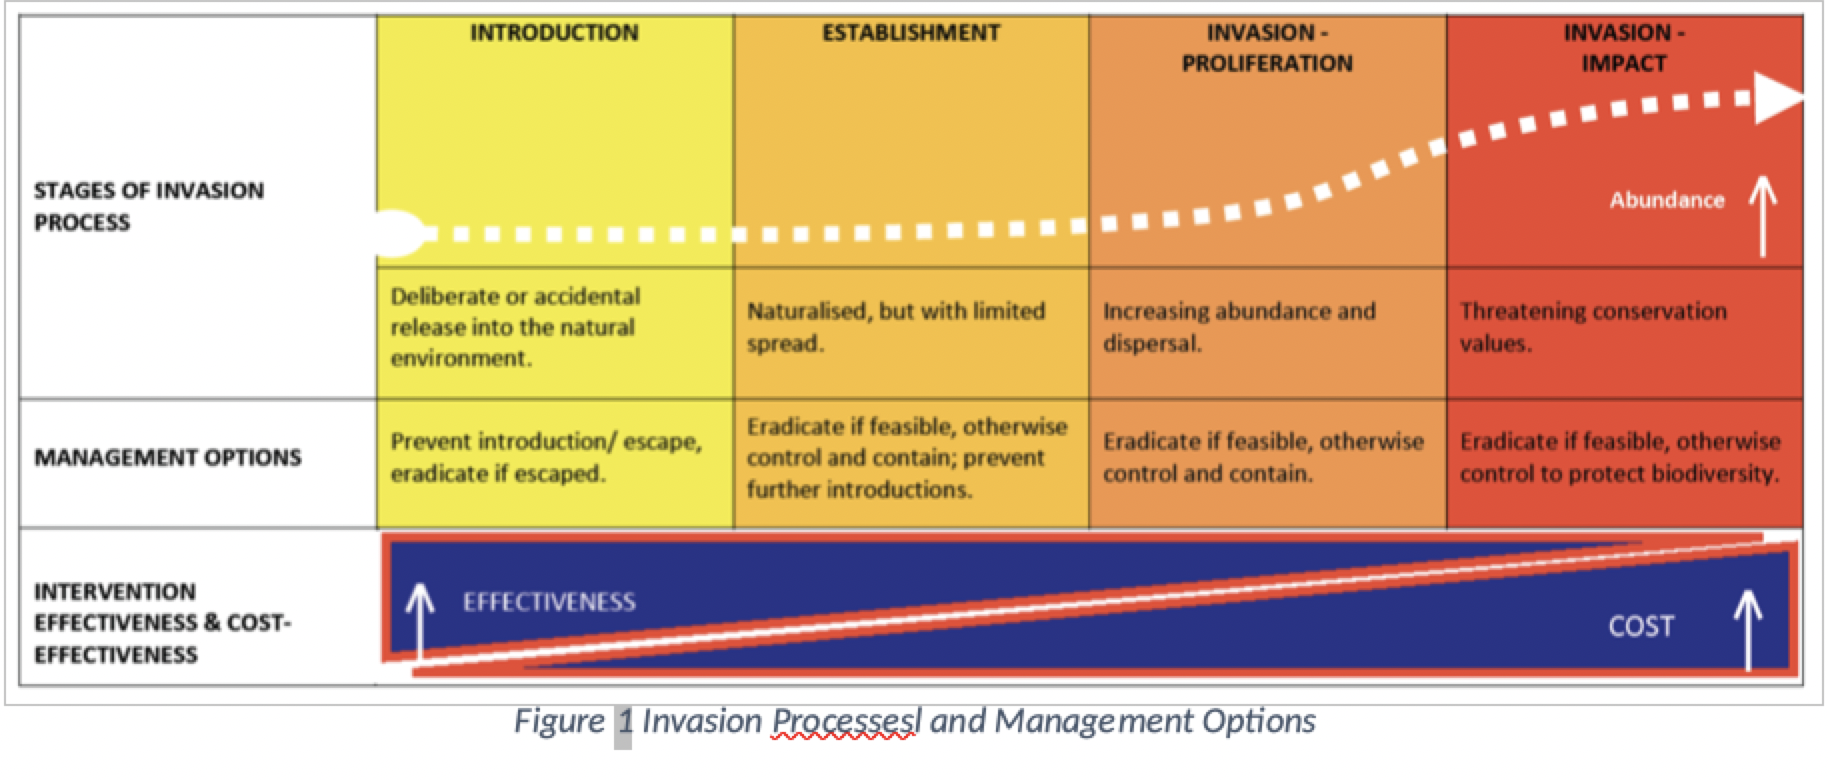 INTRODUCTION
ESTABLISHMENT
INVASION -
PROLIFERATION
INVASION -
IMPACT
STAGES OF INVASION
PROCESS
Abundance
Deliberate or accidental
release into the natural
environment.
Naturalised, but with limited
spread.
Increasing abundance and
dispersal.
Threatening conservation
values.
MANAGEMENT OPTIONS
Prevent introduction/ escape,
eradicate if escaped.
Eradicate if feasible, otherwise
control and contain; prevent
further introductions.
Eradicate if feasible, otherwise
control and contain.
Eradicate if feasible, otherwise
control to protect biodiversity.
INTERVENTION
EFFECTIVENESS & COST-
EFFECTIVENESS
EFFECTIVENESS
COST
Figure 1 Invasion Processesl and Management Options